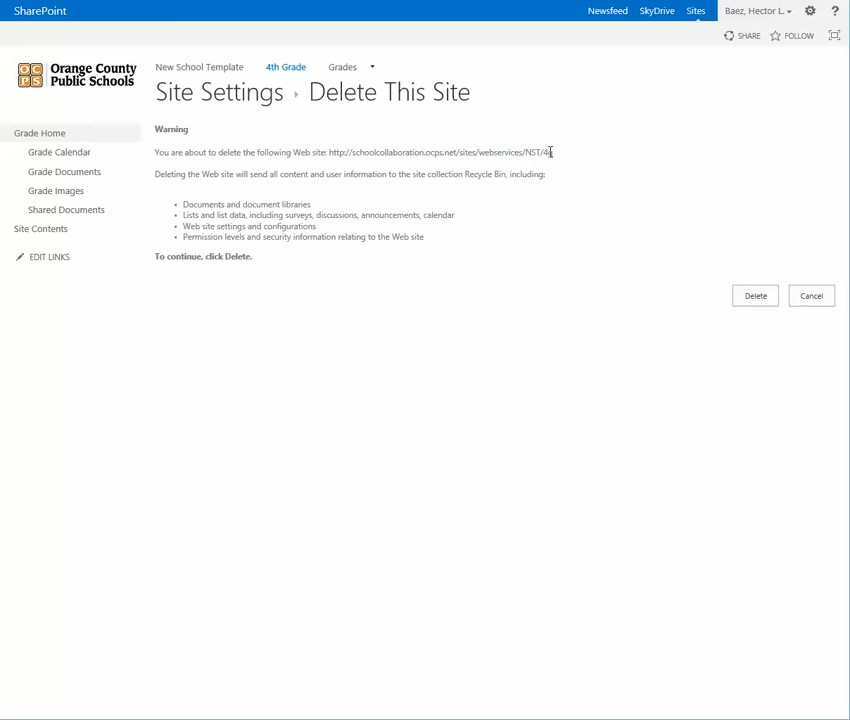 SharePoint
Newsfeed SkyDrive Sites Baez, Hector L. ?
SHARE FOLLOW
OC PS Orange County Public Schools
New School Template 4th Grade Grades
Site Settings ▸ Delete This Site
Grade Home
Grade Calendar
Grade Documents
Grade Images
Shared Documents
Site Contents
EDIT LINKS
Warning
You are about to delete the following Web site: http://schoolcollaboration.ocps.net/sites/webservices/NST/4g
Deleting the Web site will send all content and user information to the site collection Recycle Bin, including:
• Documents and document libraries
• Lists and list data, including surveys, discussions, announcements, calendar
• Web site settings and configurations
• Permission levels and security information relating to the Web site
To continue, click Delete.
Delete Cancel